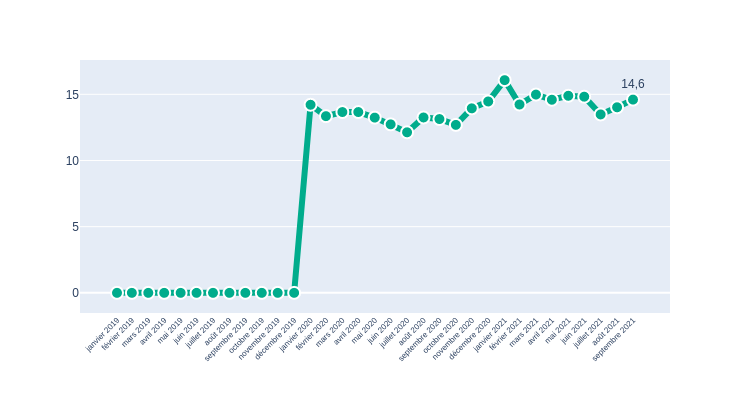 14,6
15
10
5
0
janvier 2019
février 2019
mars 2019
avril 2019
mai 2019
juin 2019
juillet 2019
août 2019
septembre 2019
octobre 2019
novembre 2019
décembre 2019
janvier 2020
février 2020
mars 2020
avril 2020
mai 2020
juin 2020
juillet 2020
août 2020
septembre 2020
octobre 2020
novembre 2020
décembre 2020
janvier 2021
février 2021
mars 2021
avril 2021
mai 2021
juin 2021
juillet 2021
août 2021
septembre 2021